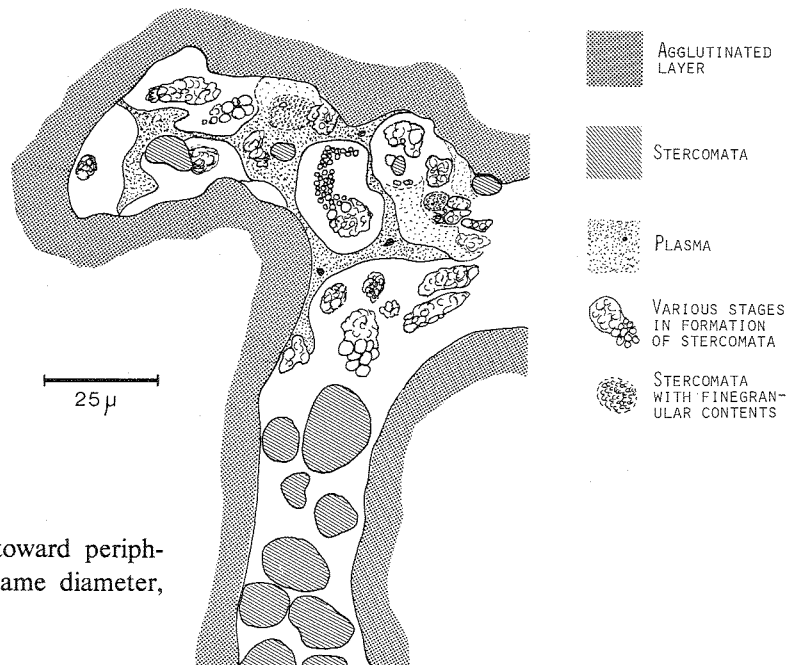 AGGLUTINATED
LAYER
STERCOMATA
PLASMA
VARIOUS STAGES
IN FORMATION
OF STERCOMATA
STERCOMATA
WITH FINEGRAN-
ULAR CONTENTS
25µ
toward periph-
ame diameter,